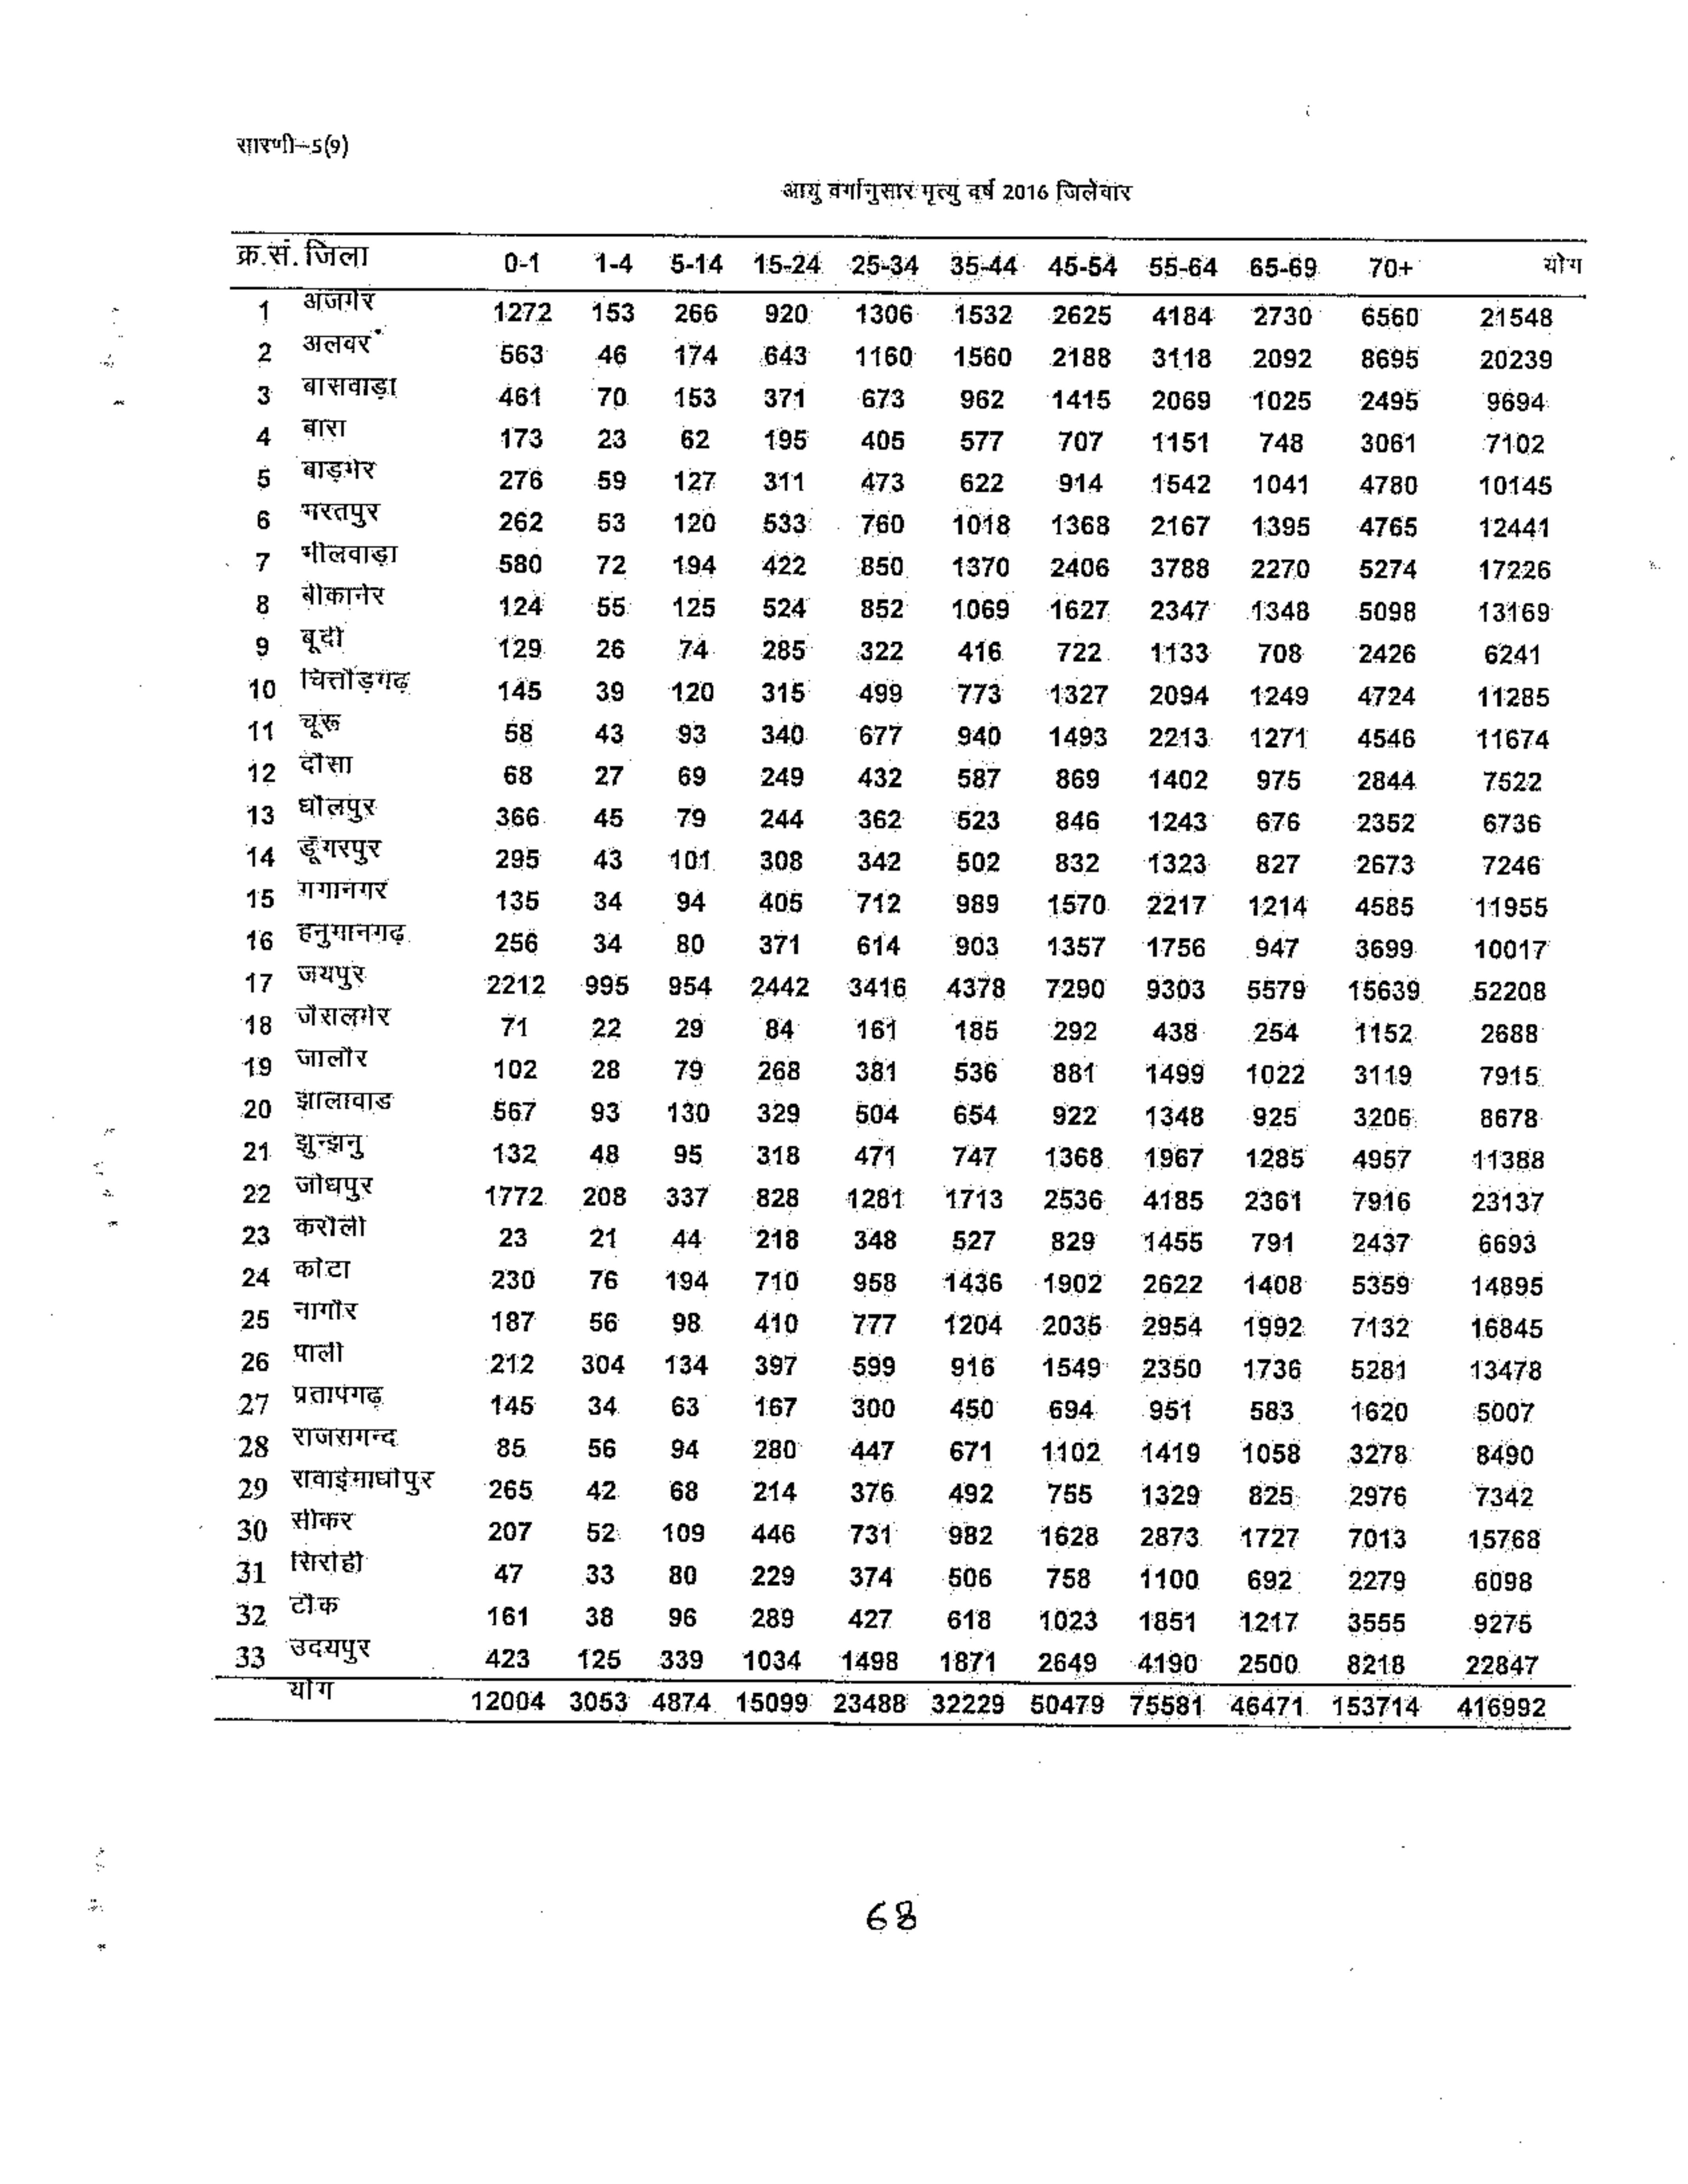 सारणी–5(9)
आयु वर्गानुसार मृत्यु वर्ष 2016 जिलेवार
क्र.सं. जिला 0-1 1-4 5-14 15-24 25-34 35-44 45-54 55-64 65-69 70+ योग
1 अजमेर 1272 153 266 920 1306 1532 2625 4184 2730 6560 21548
2 अलवर 563 46 174 643 1160 1560 2188 3118 2092 8695 20239
3 बासवाड़ा 461 70 153 371 673 962 1415 2069 1025 2495 9694
4 बारा 173 23 62 195 405 577 707 1151 748 3061 7102
5 बाड़मेर 276 59 127 311 473 622 914 1542 1041 4780 10145
6 भरतपुर 262 53 120 533 760 1018 1368 2167 1395 4765 12441
7 भीलवाड़ा 580 72 194 422 850 1370 2406 3788 2270 5274 17226
8 बीकानेर 124 55 125 524 852 1069 1627 2347 1348 5098 13169
9 बूदी 129 26 74 285 322 416 722 1133 708 2426 6241
10 चित्तौड़गढ़ 145 39 120 315 499 773 1327 2094 1249 4724 11285
11 चूरू 58 43 93 340 677 940 1493 2213 1271 4546 11674
12 दौसा 68 27 69 249 432 587 869 1402 975 2844 7522
13 धौलपुर 366 45 79 244 362 523 846 1243 676 2352 6736
14 डूँगरपुर 295 43 101 308 342 502 832 1323 827 2673 7246
15 गगानगर 135 34 94 405 712 989 1570 2217 1214 4585 11955
16 हनुमानगढ़ 256 34 80 371 614 903 1357 1756 947 3699 10017
17 जयपुर 2212 995 954 2442 3416 4378 7290 9303 5579 15639 52208
18 जैसलमेर 71 22 29 84 161 185 292 438 254 1152 2688
19 जालौर 102 28 79 268 381 536 881 1499 1022 3119 7915
20 झालावाड 567 93 130 329 504 654 922 1348 925 3206 8678
21 झुन्झनु 132 48 95 318 471 747 1368 1967 1285 4957 11388
22 जोधपुर 1772 208 337 828 1281 1713 2536 4185 2361 7916 23137
23 करौली 23 21 44 218 348 527 829 1455 791 2437 6693
24 कोटा 230 76 194 710 958 1436 1902 2622 1408 5359 14895
25 नागौर 187 56 98 410 777 1204 2035 2954 1992 7132 16845
26 पाली 212 304 134 397 599 916 1549 2350 1736 5281 13478
27 प्रतापगढ़ 145 34 63 167 300 450 694 951 583 1620 5007
28 राजसमन्द 85 56 94 280 447 671 1102 1419 1058 3278 8490
29 सवाईमाधोपुर 265 42 68 214 376 492 755 1329 825 2976 7342
30 सीकर 207 52 109 446 731 982 1628 2873 1727 7013 15768
31 सिरोही 47 33 80 229 374 506 758 1100 692 2279 6098
32 टौक 161 38 96 289 427 618 1023 1851 1217 3555 9275
33 उदयपुर 423 125 339 1034 1498 1871 2649 4190 2500 8218 22847
योग 12004 3053 4874 15099 23488 32229 50479 75581 46471 153714 416992
68